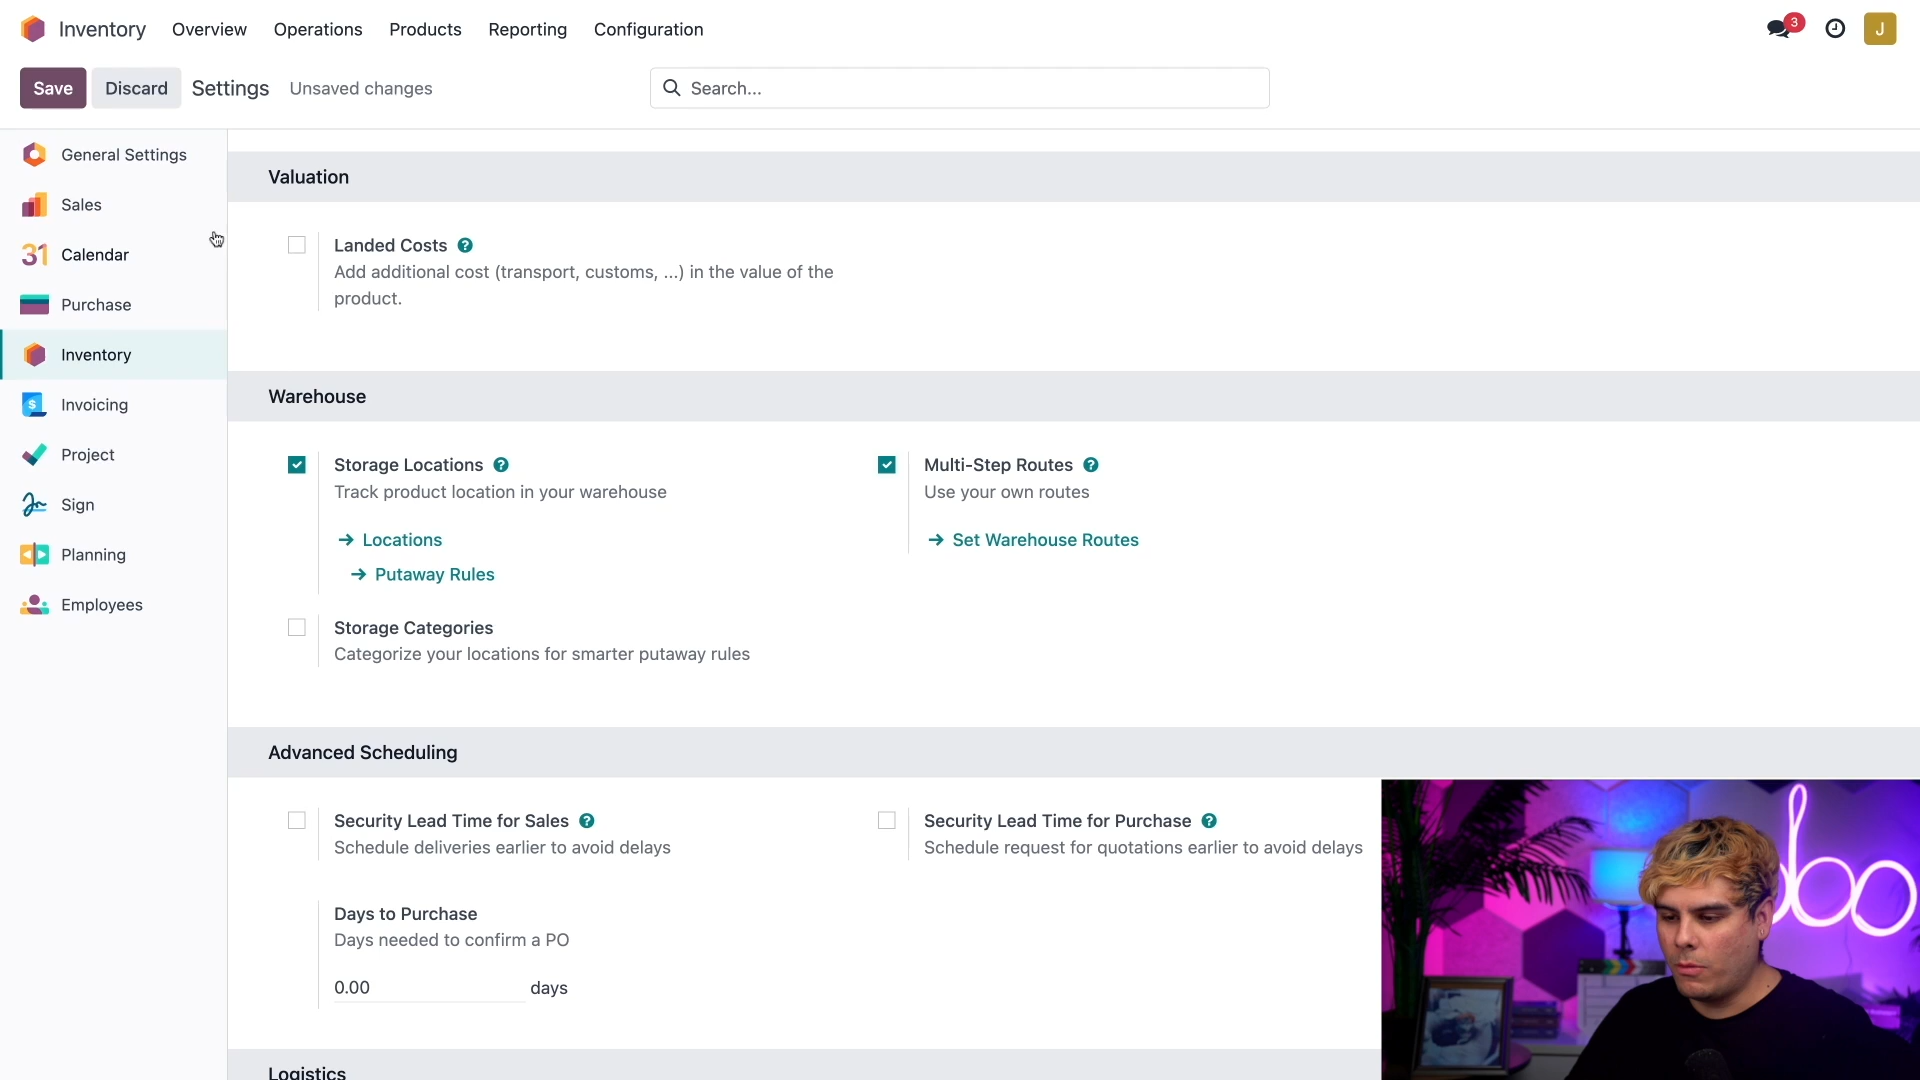 Inventory Overview Operations Products Reporting Configuration 3 J
Save Discard Settings Unsaved changes Search...
General Settings
Sales
31 Calendar
Purchase
Inventory
$ Invoicing
Project
Sign
Planning
Employees
Valuation
Landed Costs ?
Add additional cost (transport, customs, ...) in the value of the
product.
Warehouse
Storage Locations ?
Track product location in your warehouse
→ Locations
→ Putaway Rules
Multi-Step Routes ?
Use your own routes
→ Set Warehouse Routes
Storage Categories
Categorize your locations for smarter putaway rules
Advanced Scheduling
Security Lead Time for Sales ?
Schedule deliveries earlier to avoid delays
Security Lead Time for Purchase ?
Schedule request for quotations earlier to avoid delays
Days to Purchase
Days needed to confirm a PO
0.00 days
Logistics